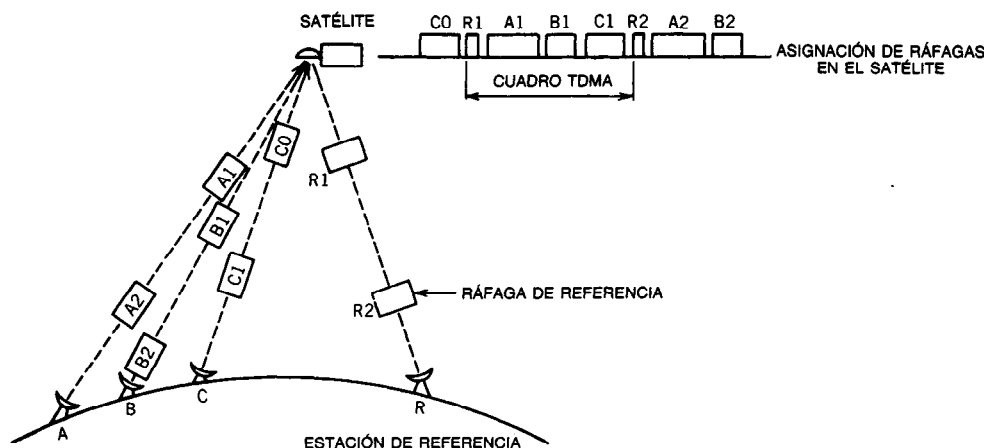 SATÉLITE
C0 R1 A1 B1 C1 R2 A2 B2
ASIGNACIÓN DE RÁFAGAS
EN EL SATÉLITE
CUADRO TDMA
C0
R1
A1
B1
C1
A2
R2
RÁFAGA DE REFERENCIA
B2
A
B
C
R
ESTACIÓN DE REFERENCIA